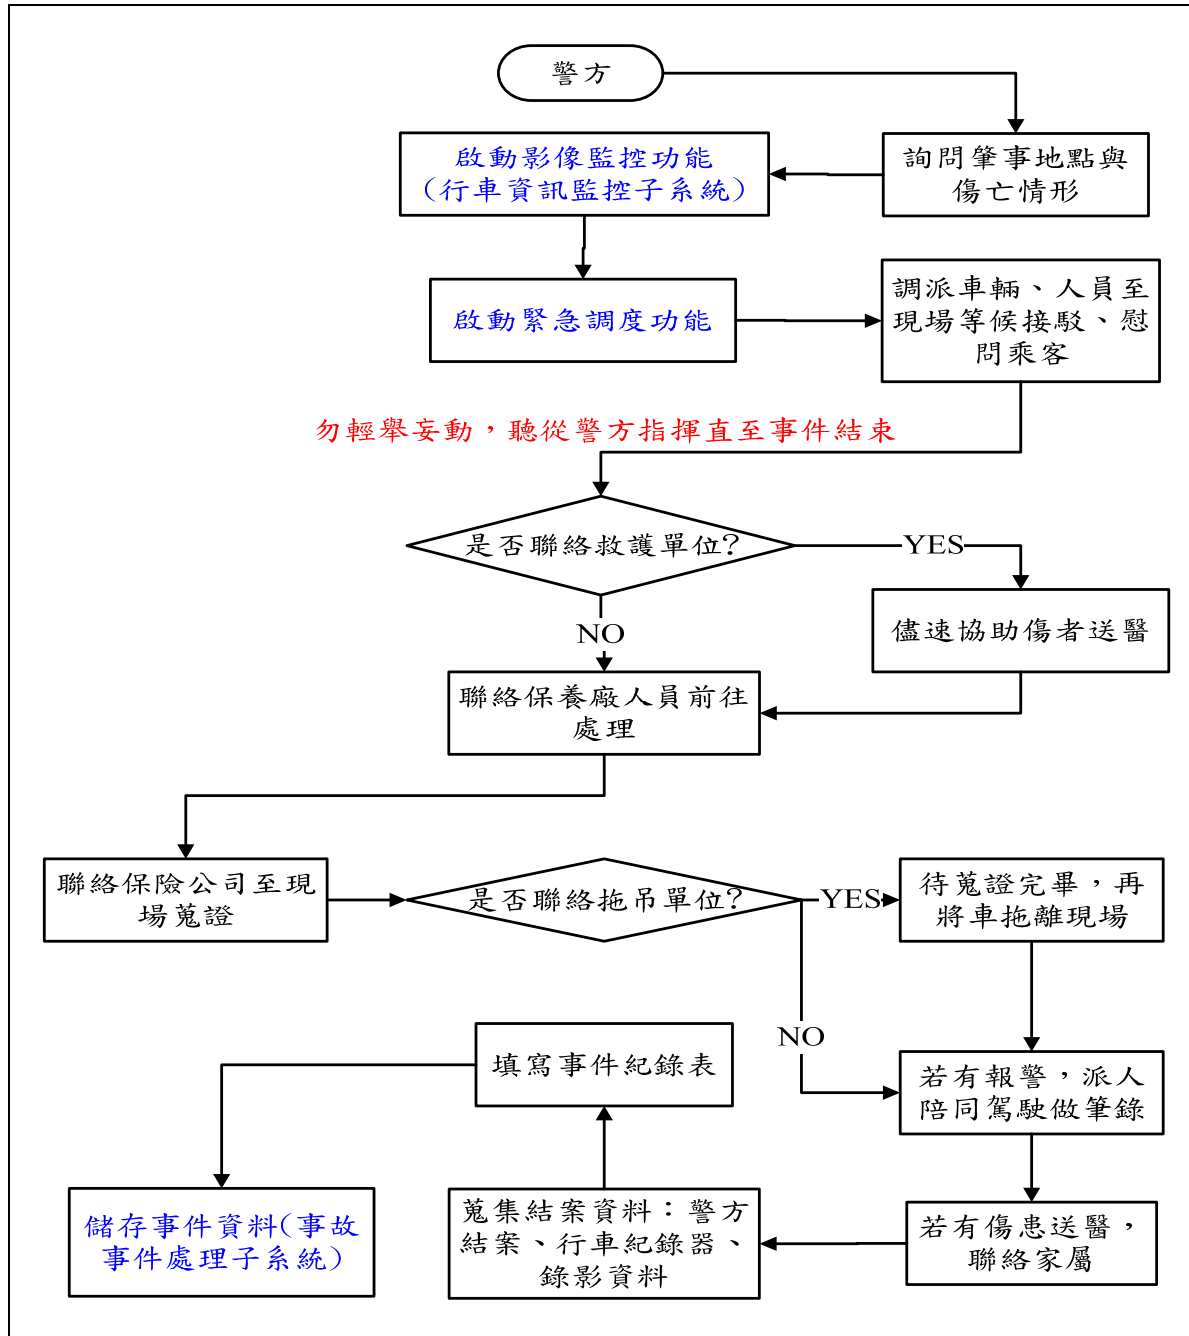 警方
詢問肇事地點與
傷亡情形
啟動影像監控功能
(行車資訊監控子系統)
啟動緊急調度功能
調派車輛、人員至
現場等候接駁、慰
問乘客
勿輕舉妄動，聽從警方指揮直至事件結束
是否聯絡救護單位?
YES
NO
儘速協助傷者送醫
聯絡保養廠人員前往
處理
聯絡保險公司至現
場蒐證
是否聯絡拖吊單位?
YES
待蒐證完畢，再
將車拖離現場
NO
若有報警，派人
陪同駕駛做筆錄
若有傷患送醫，
聯絡家屬
蒐集結案資料：警方
結案、行車紀錄器、
錄影資料
填寫事件紀錄表
儲存事件資料(事故
事件處理子系統)